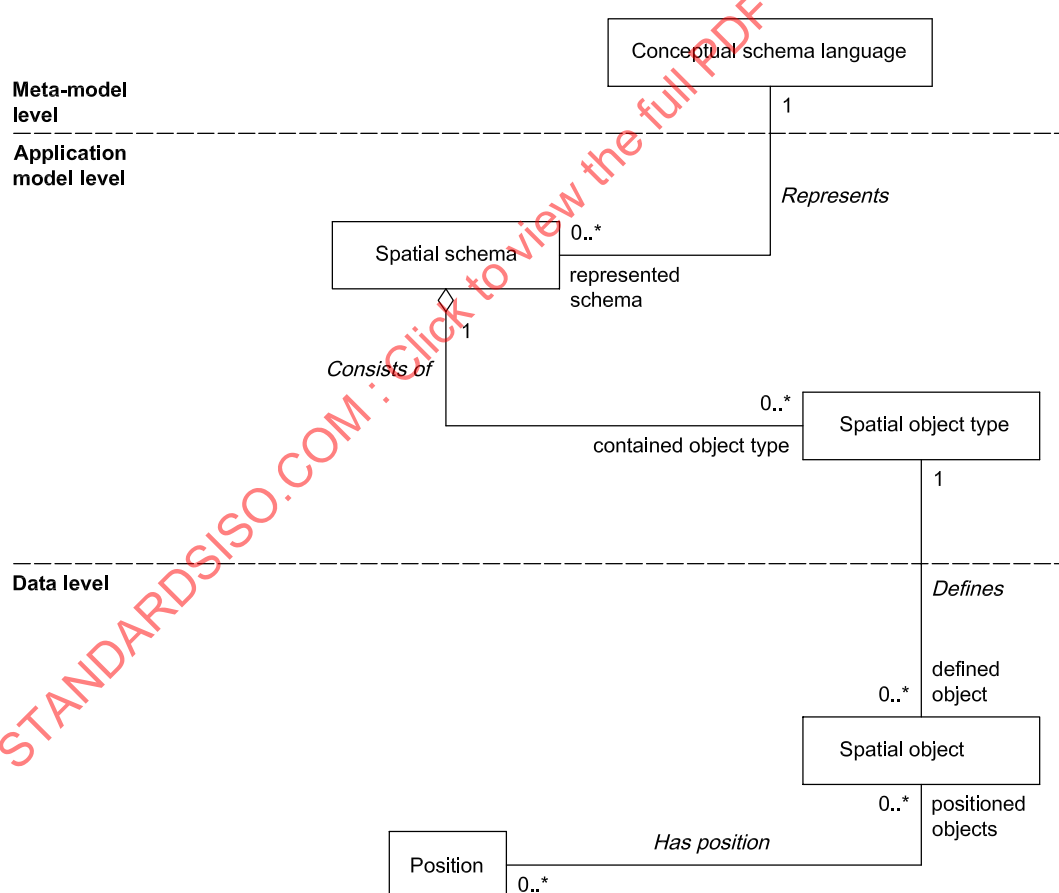 Conceptual schema language
Meta-model
level
1
Application
model level
Represents
0..*
Spatial schema
represented
schema
1
Consists of
0..*
Spatial object type
contained object type
1
Data level
Defines
defined
0..*
object
Spatial object
0..*
positioned
objects
Has position
Position
0..*
STANDARDSISO.COM : Click to view the full PDF